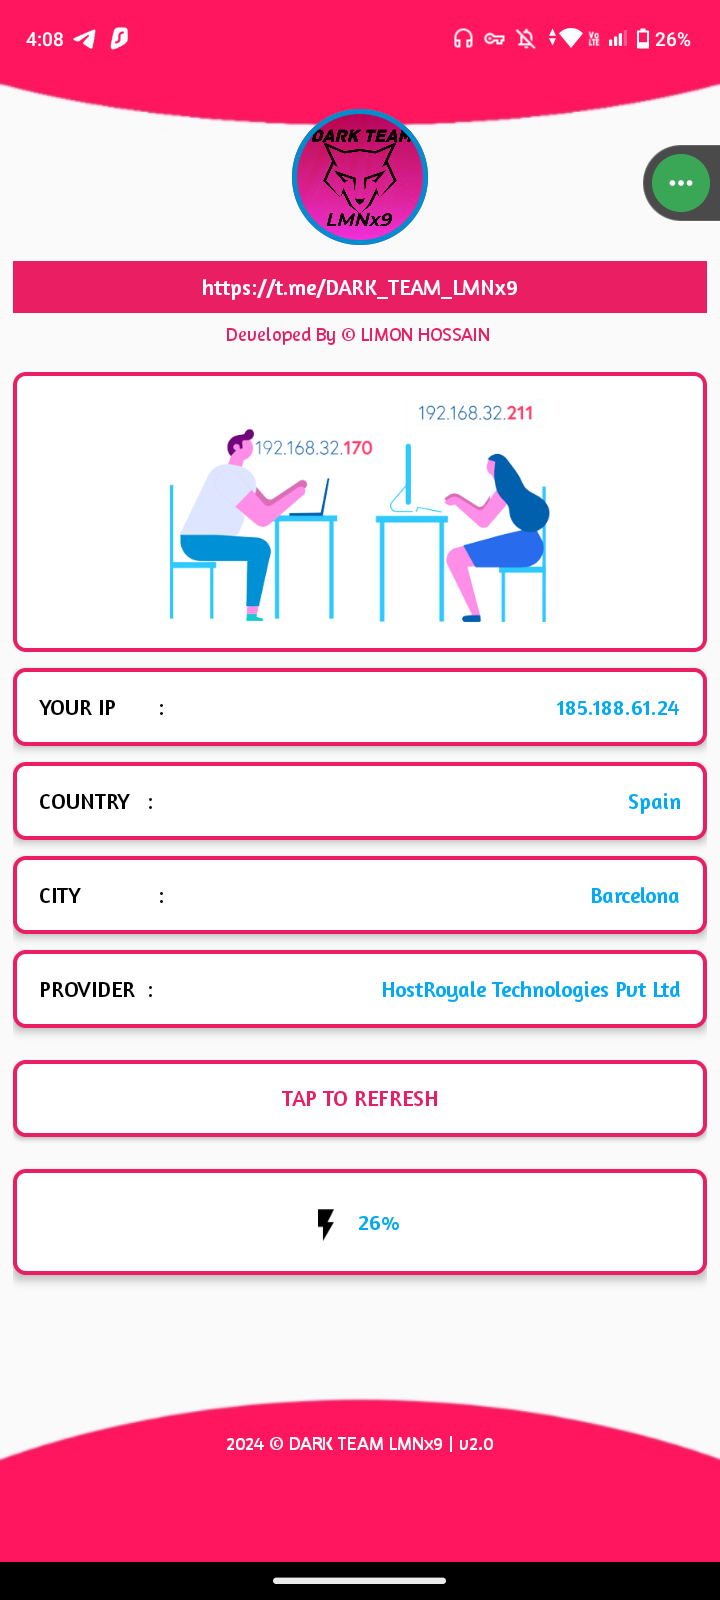 4:08 26%
DARK TEAM
LMNx9
https://t.me/DARK_TEAM_LMNx9
Developed By © LIMON HOSSAIN
192.168.32.211
192.168.32.170
YOUR IP : 185.188.61.24
COUNTRY : Spain
CITY : Barcelona
PROVIDER : HostRoyale Technologies Pvt Ltd
TAP TO REFRESH
26%
2024 © DARK TEAM LMNx9 | v2.0